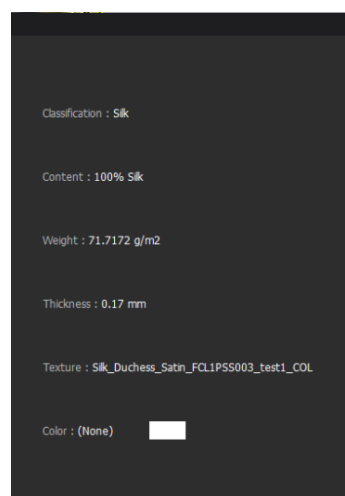 Classification : Silk
Content : 100% Silk
Weight : 71.7172 g/m2
Thickness : 0.17 mm
Texture : Silk_Duchess_Satin_FCL1PSS003_test1_COL
Color : (None)